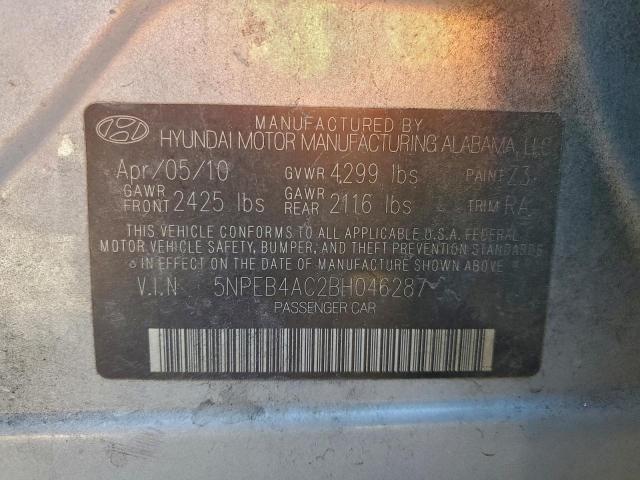 MANUFACTURED BY
HYUNDAI MOTOR MANUFACTURING ALABAMA, LLC
Apr/05/10 GVWR 4299 lbs PAINT Z3
GAWR FRONT 2425 lbs GAWR REAR 2116 lbs TRIM RA
THIS VEHICLE CONFORMS TO ALL APPLICABLE U.S.A. FEDERAL
MOTOR VEHICLE SAFETY, BUMPER, AND THEFT PREVENTION STANDARDS
IN EFFECT ON THE DATE OF MANUFACTURE SHOWN ABOVE.
V.I.N 5NPEB4AC2BH046287
PASSENGER CAR